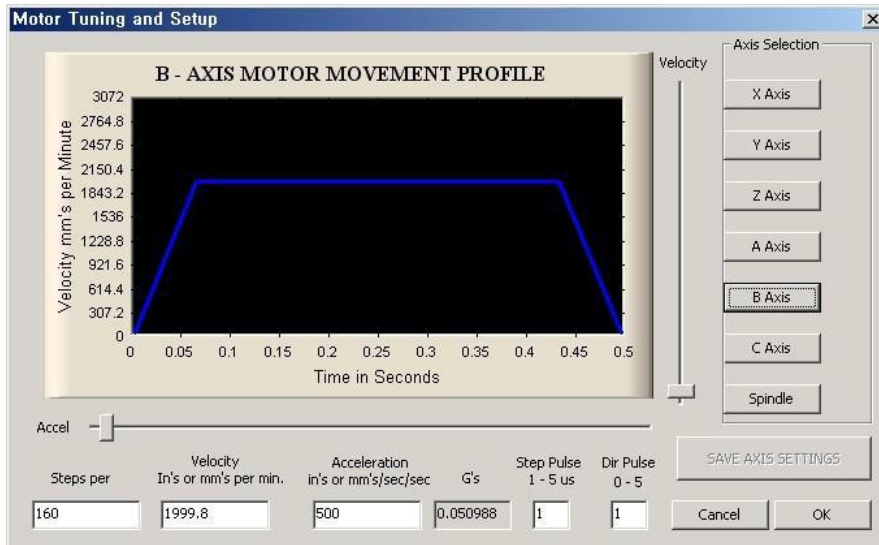 Motor Tuning and Setup
B - AXIS MOTOR MOVEMENT PROFILE
Velocity mm's per Minute
3072
2764.8
2457.6
2150.4
1843.2
1536
1228.8
921.6
614.4
307.2
0
0 0.05 0.1 0.15 0.2 0.25 0.3 0.35 0.4 0.45 0.5
Time in Seconds
Velocity
Accel
Axis Selection
X Axis
Y Axis
Z Axis
A Axis
B Axis
C Axis
Spindle
Steps per
160
Velocity
In's or mm's per min.
1999.8
Acceleration
in's or mm's/sec/sec
500
G's
0.050988
Step Pulse
1 - 5 us
1
Dir Pulse
0 - 5
1
SAVE AXIS SETTINGS
Cancel
OK